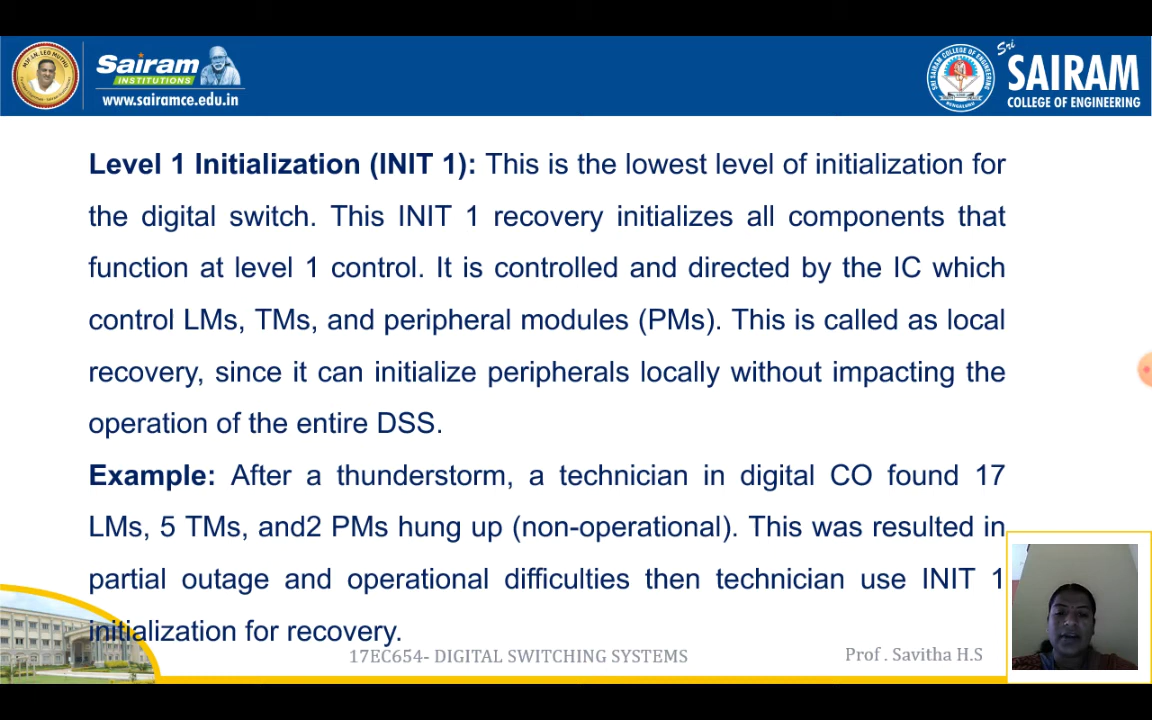 Sairam
INSTITUTIONS
www.sairamce.edu.in
Sri
SAIRAM
COLLEGE OF ENGINEERING
Level 1 Initialization (INIT 1): This is the lowest level of initialization for
the digital switch. This INIT 1 recovery initializes all components that
function at level 1 control. It is controlled and directed by the IC which
control LMs, TMs, and peripheral modules (PMs). This is called as local
recovery, since it can initialize peripherals locally without impacting the
operation of the entire DSS.
Example: After a thunderstorm, a technician in digital CO found 17
LMs, 5 TMs, and2 PMs hung up (non-operational). This was resulted in
partial outage and operational difficulties then technician use INIT 1
initialization for recovery.
17EC654- DIGITAL SWITCHING SYSTEMS
Prof . Savitha H.S